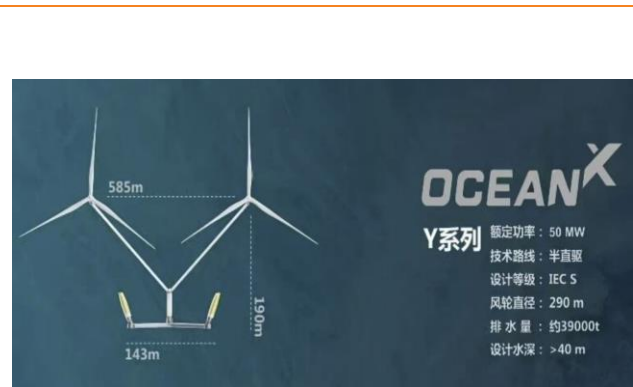 585m
190m
143m
OCEANX
Y系列
额定功率：50 MW
技术路线：半直驱
设计等级：IEC S
风轮直径：290 m
排水量：约39000t
设计水深：>40 m